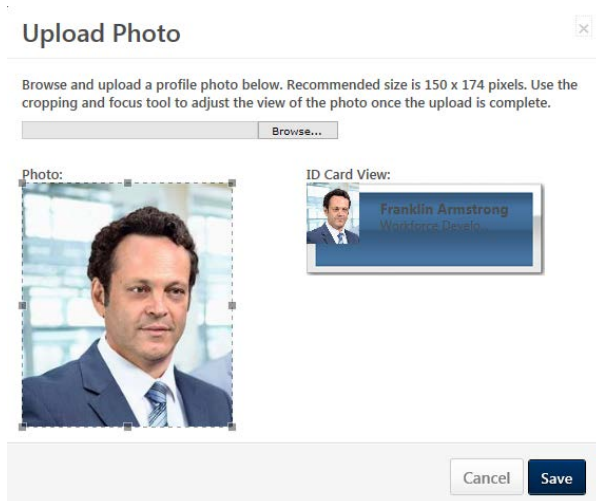 Upload Photo
Browse and upload a profile photo below. Recommended size is 150 x 174 pixels. Use the
cropping and focus tool to adjust the view of the photo once the upload is complete.
Browse...
Photo:
ID Card View:
Franklin Armstrong
Workforce Develo...
Cancel
Save